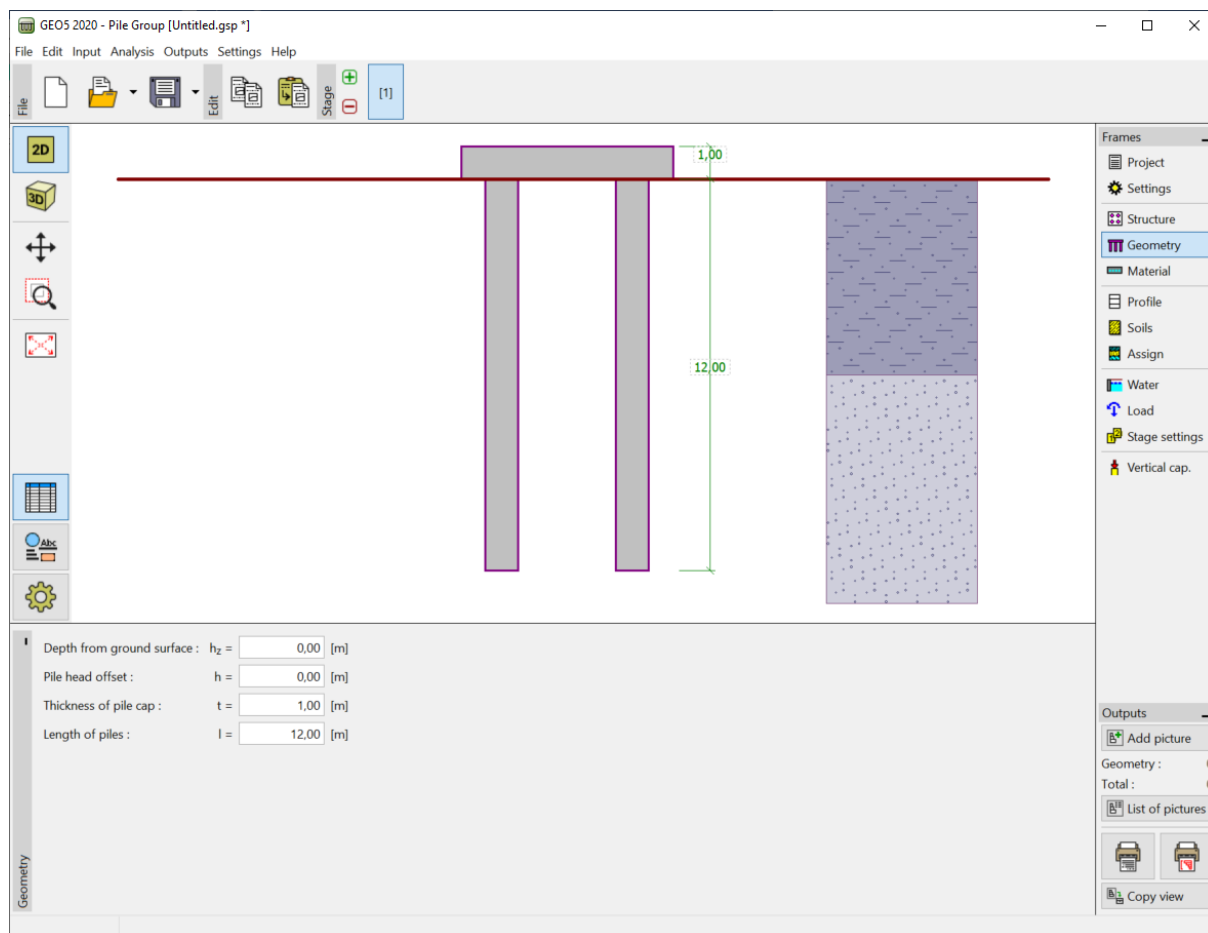 GEO5 2020 - Pile Group [Untitled.gsp *]
File Edit Input Analysis Outputs Settings Help
File
Edit
Stage
[1]
2D
3D
Abc
1,00
12,00
Frames
Project
Settings
Structure
Geometry
Material
Profile
Soils
Assign
Water
Load
Stage settings
Vertical cap.
Depth from ground surface : hz = 0,00 [m]
Pile head offset : h = 0,00 [m]
Thickness of pile cap : t = 1,00 [m]
Length of piles : l = 12,00 [m]
Geometry
Outputs
Add picture
Geometry :
Total :
List of pictures
Copy view